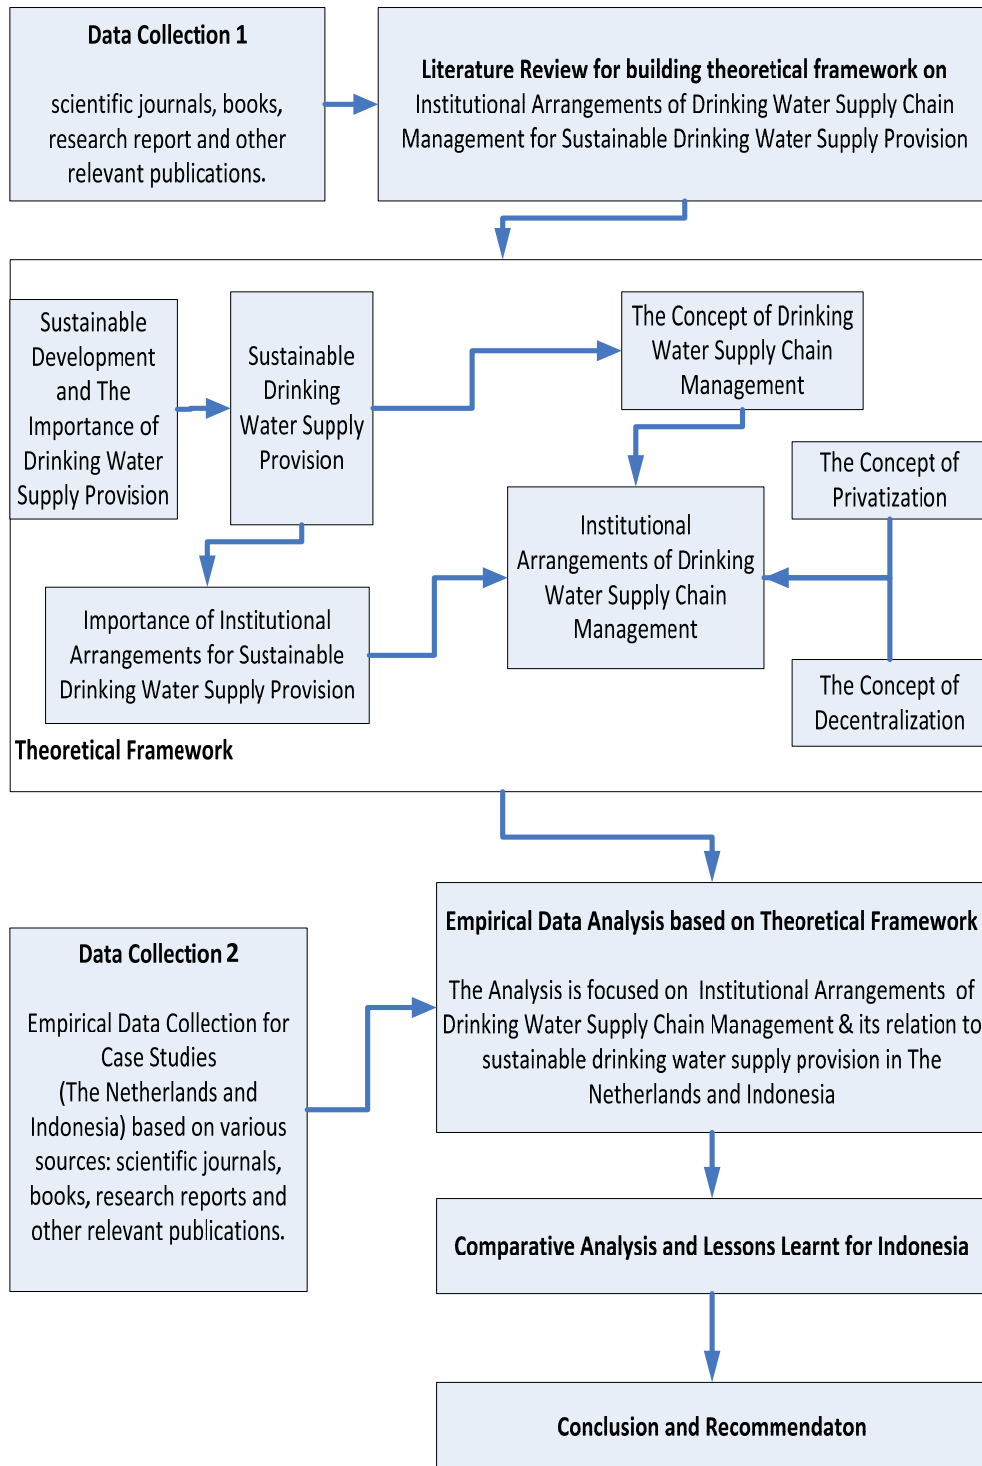 Data Collection 1
scientific journals, books,
research report and other
relevant publications.
Literature Review for building theoretical framework on
Institutional Arrangements of Drinking Water Supply Chain
Management for Sustainable Drinking Water Supply Provision
Sustainable
Development
and The
Importance of
Drinking Water
Supply Provision
Sustainable
Drinking
Water Supply
Provision
The Concept of Drinking
Water Supply Chain
Management
The Concept of
Privatization
Institutional
Arrangements of Drinking
Water Supply Chain
Management
Importance of Institutional
Arrangements for Sustainable
Drinking Water Supply Provision
The Concept of
Decentralization
Theoretical Framework
Empirical Data Analysis based on Theoretical Framework
The Analysis is focused on Institutional Arrangements of
Drinking Water Supply Chain Management & its relation to
sustainable drinking water supply provision in The
Netherlands and Indonesia
Data Collection 2
Empirical Data Collection for
Case Studies
(The Netherlands and
Indonesia) based on various
sources: scientific journals,
books, research reports and
other relevant publications.
Comparative Analysis and Lessons Learnt for Indonesia
Conclusion and Recommendaton